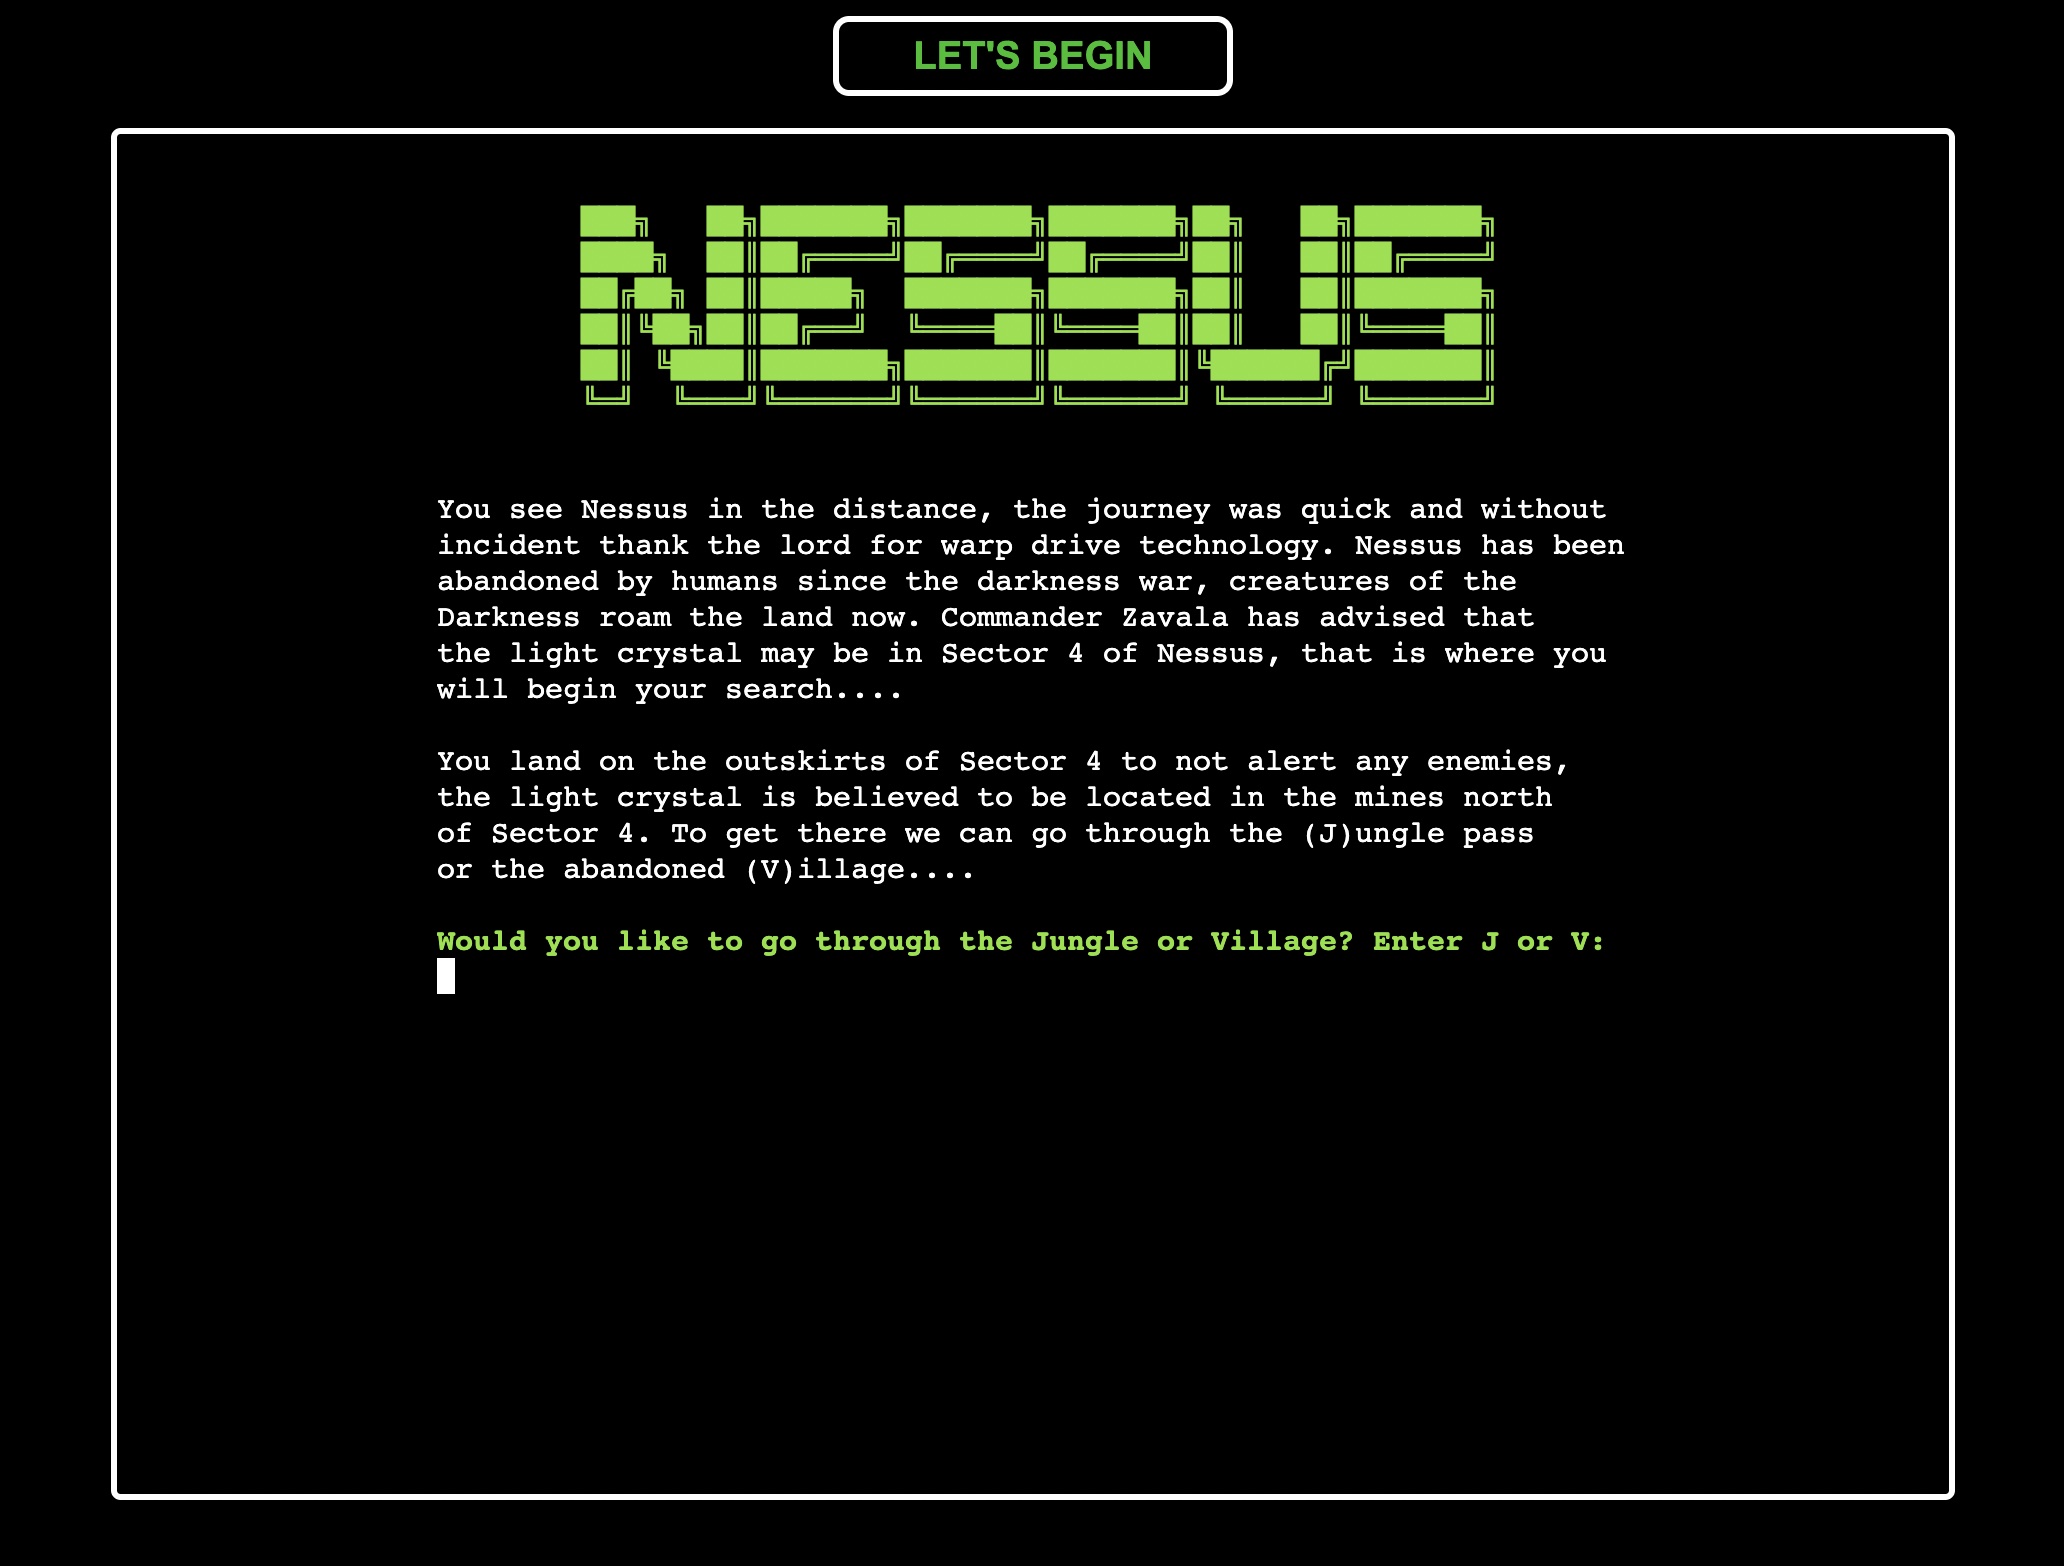 LET'S BEGIN
NESSUS
You see Nessus in the distance, the journey was quick and without
incident thank the lord for warp drive technology. Nessus has been
abandoned by humans since the darkness war, creatures of the
Darkness roam the land now. Commander Zavala has advised that
the light crystal may be in Sector 4 of Nessus, that is where you
will begin your search....
You land on the outskirts of Sector 4 to not alert any enemies,
the light crystal is believed to be located in the mines north
of Sector 4. To get there we can go through the (J)ungle pass
or the abandoned (V)illage....
Would you like to go through the Jungle or Village? Enter J or V: